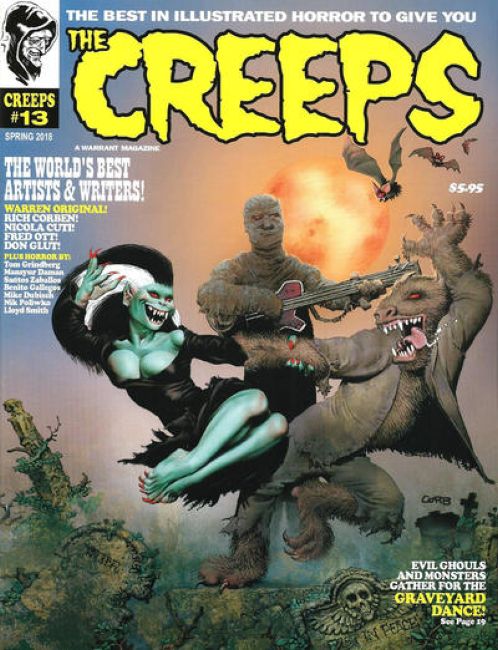 THE BEST IN ILLUSTRATED HORROR TO GIVE YOU
THE
CREEPS
CREEPS
#13
SPRING 2018
A WARRANT MAGAZINE
$5.95
THE WORLD'S BEST
ARTISTS & WRITERS!
WARREN ORIGINAL!
RICH CORBEN!
NICOLA CUTI!
FRED OTT!
DON GLUT!
PLUS HORROR BY:
Tom Grindberg
Mansyur Daman
Santos Zaballos
Benito Gallegos
Mike Dubisch
Nik Poliwko
Lloyd Smith
CORB
EVIL GHOULS
AND MONSTERS
GATHER FOR THE
GRAVEYARD
DANCE!
See Page 19
IN PEACE